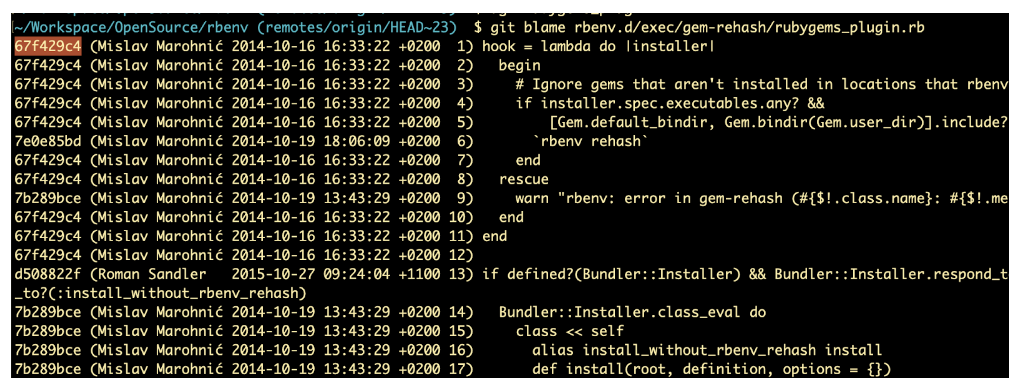 ~/Workspace/OpenSource/rbenv (remotes/origin/HEAD~23)  $ git blame rbenv.d/exec/gem-rehash/rubygems_plugin.rb
67f429c4 (Mislav Marohnić 2014-10-16 16:33:22 +0200  1) hook = lambda do |installer|
67f429c4 (Mislav Marohnić 2014-10-16 16:33:22 +0200  2)   begin
67f429c4 (Mislav Marohnić 2014-10-16 16:33:22 +0200  3)     # Ignore gems that aren't installed in locations that rbenv
67f429c4 (Mislav Marohnić 2014-10-16 16:33:22 +0200  4)     if installer.spec.executables.any? &&
67f429c4 (Mislav Marohnić 2014-10-16 16:33:22 +0200  5)         [Gem.default_bindir, Gem.bindir(Gem.user_dir)].include?
7e0e85bd (Mislav Marohnić 2014-10-19 18:06:09 +0200  6)       `rbenv rehash`
67f429c4 (Mislav Marohnić 2014-10-16 16:33:22 +0200  7)     end
67f429c4 (Mislav Marohnić 2014-10-16 16:33:22 +0200  8)   rescue
7b289bce (Mislav Marohnić 2014-10-19 13:43:29 +0200  9)     warn "rbenv: error in gem-rehash (#{$!.class.name}: #{$!.me
67f429c4 (Mislav Marohnić 2014-10-16 16:33:22 +0200 10)   end
67f429c4 (Mislav Marohnić 2014-10-16 16:33:22 +0200 11) end
67f429c4 (Mislav Marohnić 2014-10-16 16:33:22 +0200 12)
d508822f (Roman Sandler   2015-10-27 09:24:04 +1100 13) if defined?(Bundler::Installer) && Bundler::Installer.respond_t
_to?(:install_without_rbenv_rehash)
7b289bce (Mislav Marohnić 2014-10-19 13:43:29 +0200 14)   Bundler::Installer.class_eval do
7b289bce (Mislav Marohnić 2014-10-19 13:43:29 +0200 15)     class << self
7b289bce (Mislav Marohnić 2014-10-19 13:43:29 +0200 16)       alias install_without_rbenv_rehash install
7b289bce (Mislav Marohnić 2014-10-19 13:43:29 +0200 17)       def install(root, definition, options = {})